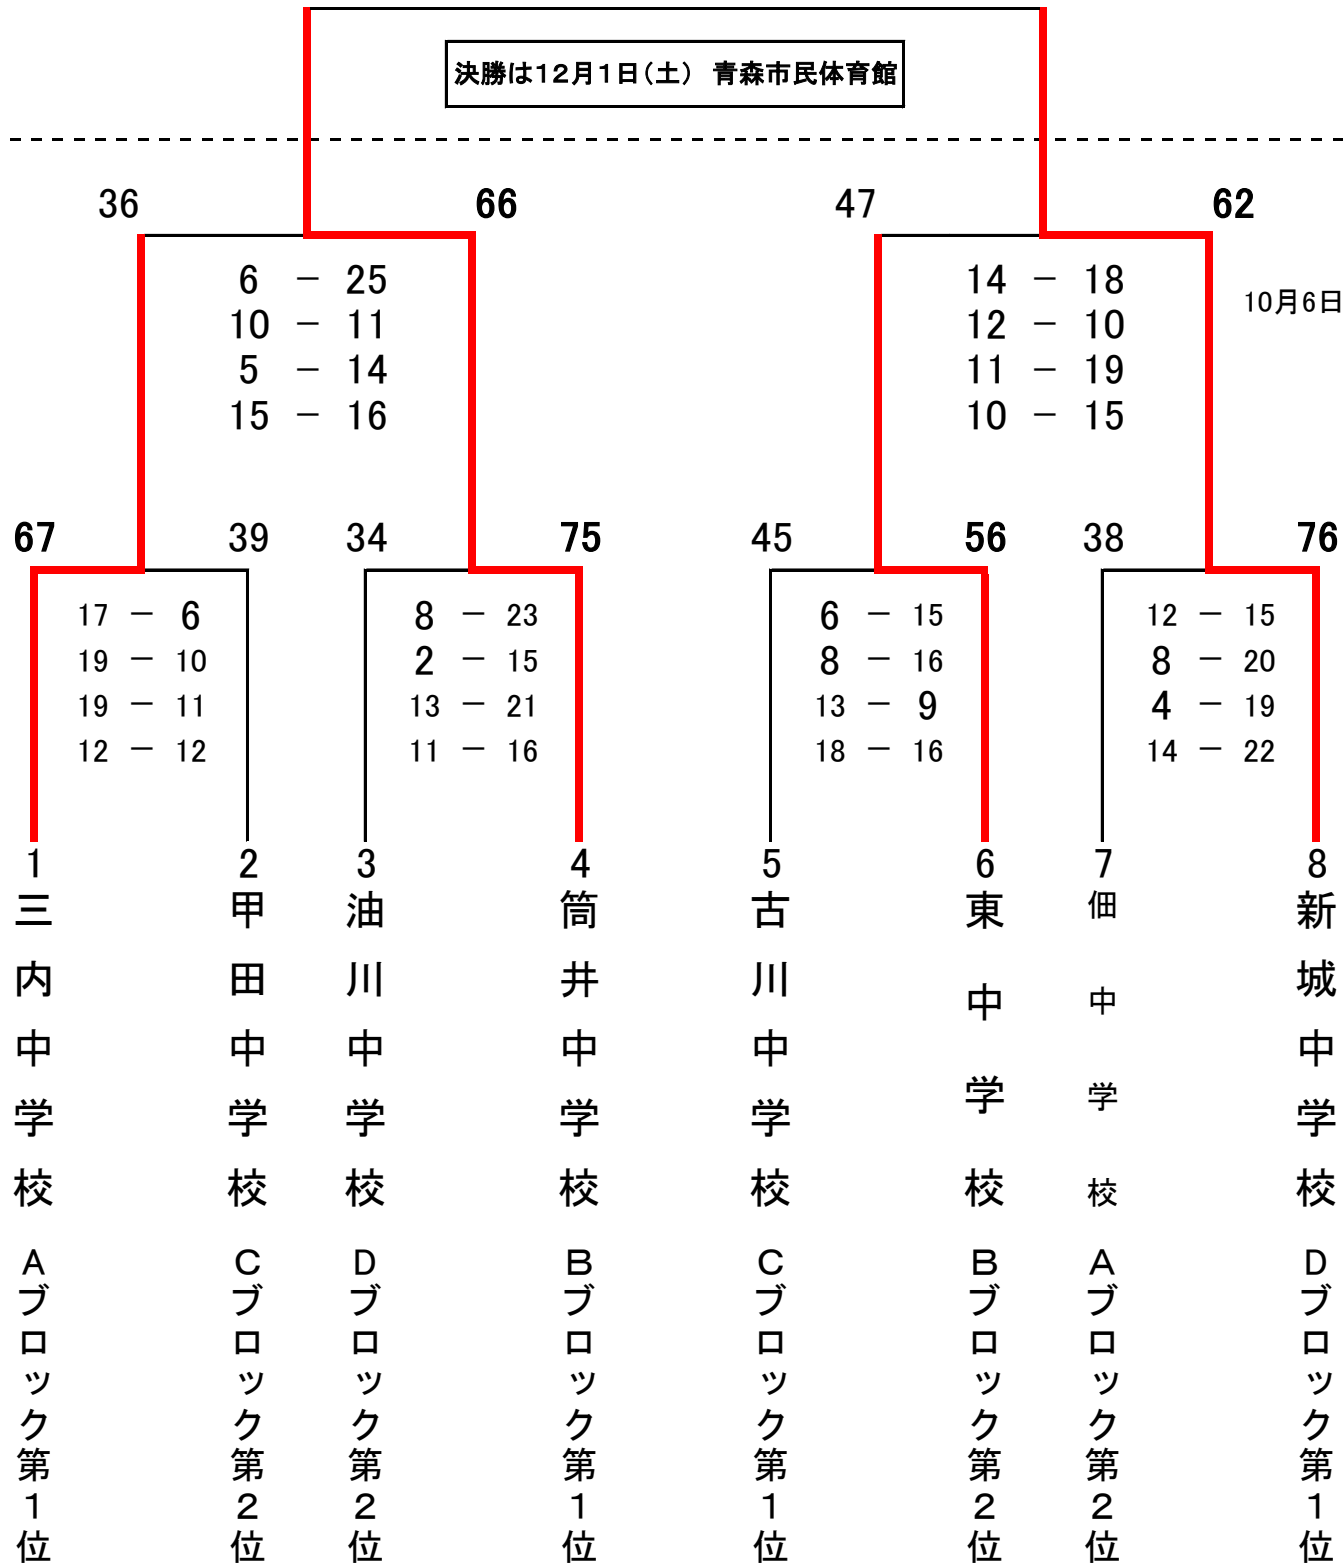 決勝は12月1日(土) 青森市民体育館
36 66 47 62
6 － 25 14 － 18
10月6日
10 － 11 12 － 10
5 － 14 11 － 19
15 － 16 10 － 15
67 39 34 75 45 56 38 76
17 － 6 8 － 23 6 － 15 12 － 15
19 － 10 2 － 15 8 － 16 8 － 20
19 － 11 13 － 21 13 － 9 4 － 19
12 － 12 11 － 16 18 － 16 14 － 22
1 2 3 4 5 6 7 8
三内中学校
甲田中学校
油川中学校
筒井中学校
古川中学校
東中学校
佃中学校
新城中学校
Aブロック第1位
Cブロック第2位
Dブロック第2位
Bブロック第1位
Cブロック第1位
Bブロック第2位
Aブロック第2位
Dブロック第1位